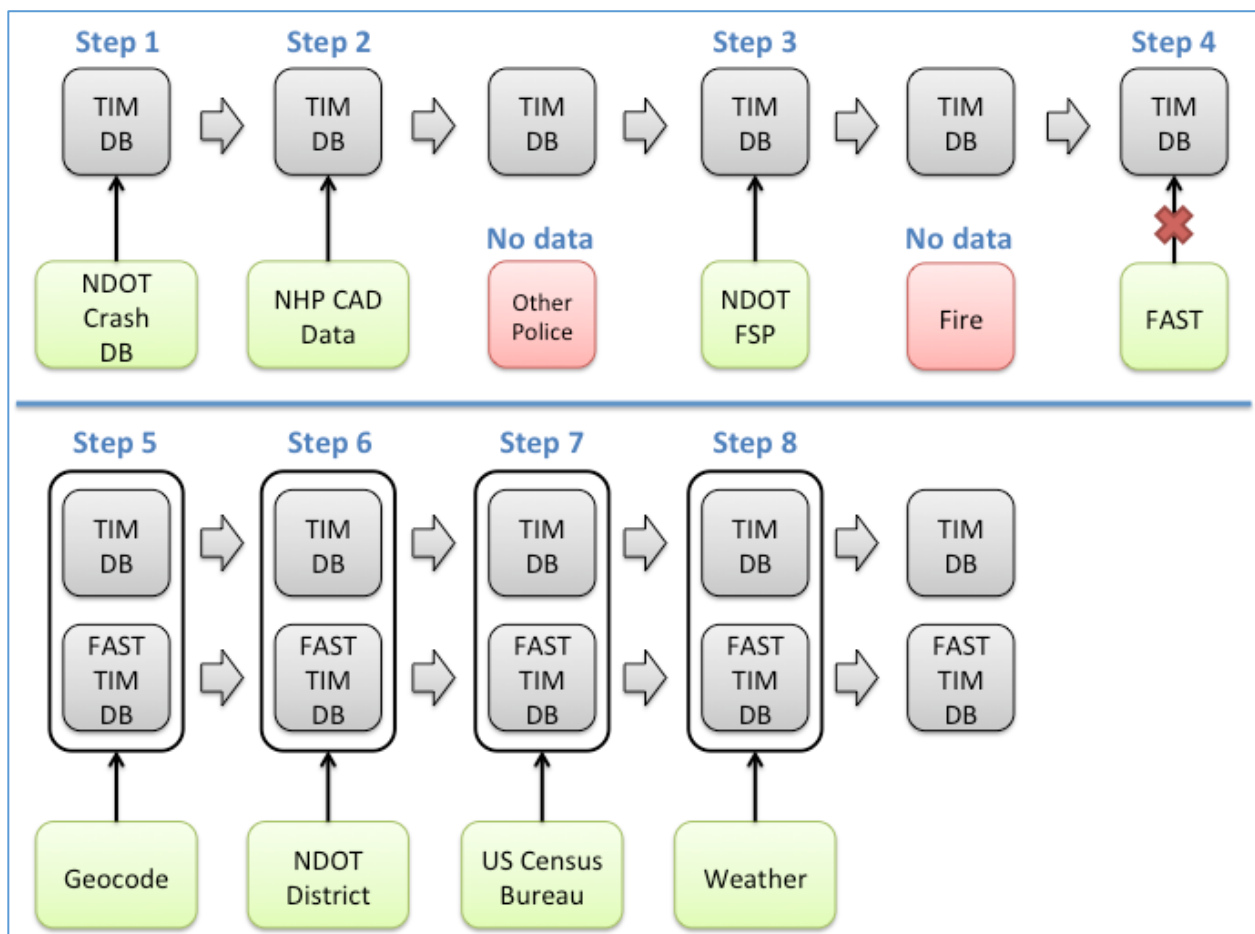 Step 1
Step 2
Step 3
Step 4
TIM
DB
TIM
DB
TIM
DB
TIM
DB
TIM
DB
TIM
DB
No data
No data
NDOT
Crash
DB
NHP CAD
Data
Other
Police
NDOT
FSP
Fire
FAST
Step 5
Step 6
Step 7
Step 8
TIM
DB
TIM
DB
TIM
DB
TIM
DB
TIM
DB
FAST
TIM
DB
FAST
TIM
DB
FAST
TIM
DB
FAST
TIM
DB
FAST
TIM
DB
Geocode
NDOT
District
US Census
Bureau
Weather